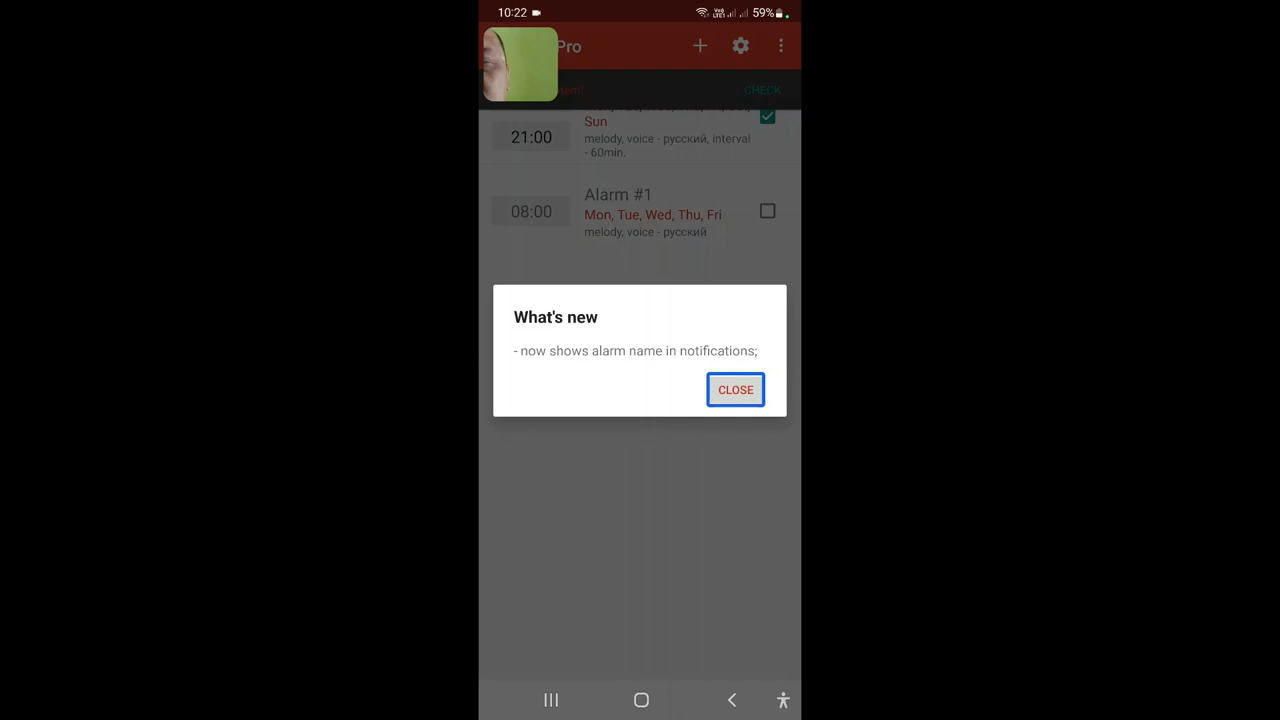 10:22
59%
Pro
CHECK
Sun
21:00
melody, voice - русский, interval
- 60min.
Alarm #1
08:00
Mon, Tue, Wed, Thu, Fri
melody, voice - русский
What's new
- now shows alarm name in notifications;
CLOSE